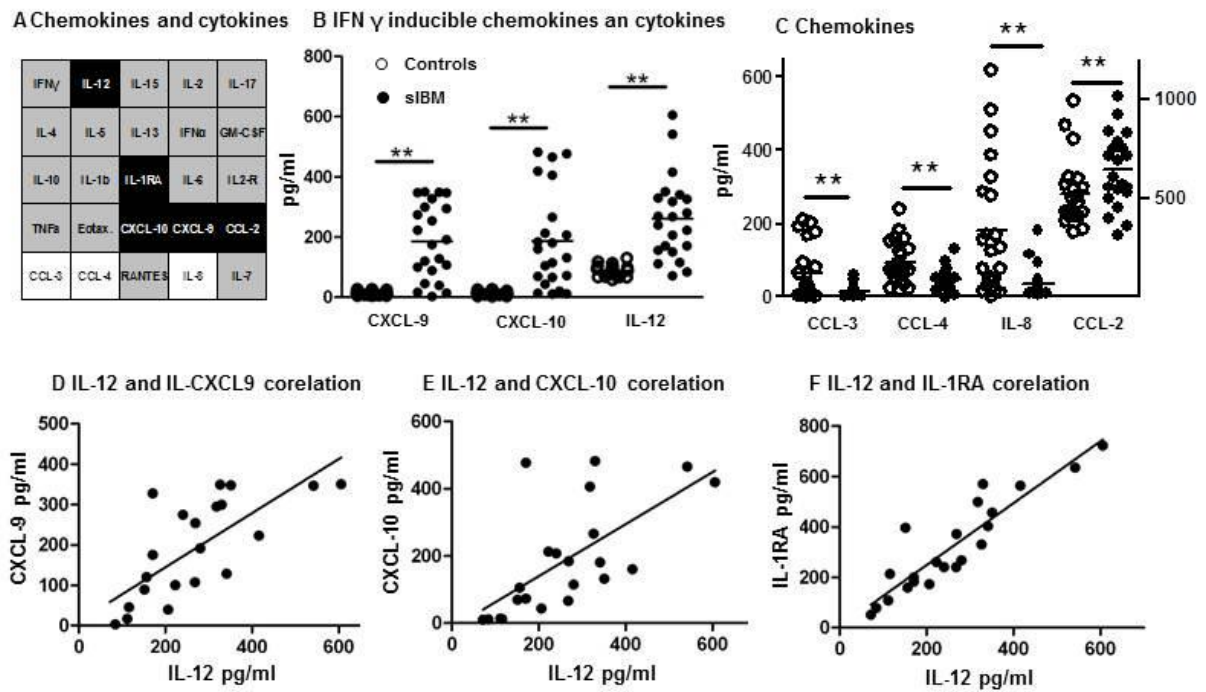 A Chemokines and cytokines
IFNγ IL-12 IL-15 IL-2 IL-17
IL-4 IL-5 IL-13 IFNα GM-CSF
IL-10 IL-1b IL-1RA IL-6 IL2-R
TNFa Eotax. CXCL-10 CXCL-9 CCL-2
CCL-3 CCL-4 RANTES IL-8 IL-7
B IFN γ inducible chemokines an cytokines
pg/ml
800
600
400
200
0
Controls
sIBM
**
**
**
CXCL-9 CXCL-10 IL-12
C Chemokines
pg/ml
600
400
200
0
1000
500
**
**
**
**
CCL-3 CCL-4 IL-8 CCL-2
D IL-12 and IL-CXCL9 corelation
CXCL-9 pg/ml
500
400
300
200
100
0
0 200 400 600
IL-12 pg/ml
E IL-12 and CXCL-10 corelation
CXCL-10 pg/ml
600
400
200
0
0 200 400 600
IL-12 pg/ml
F IL-12 and IL-1RA corelation
IL-1RA pg/ml
800
600
400
200
0
0 200 400 600
IL-12 pg/ml